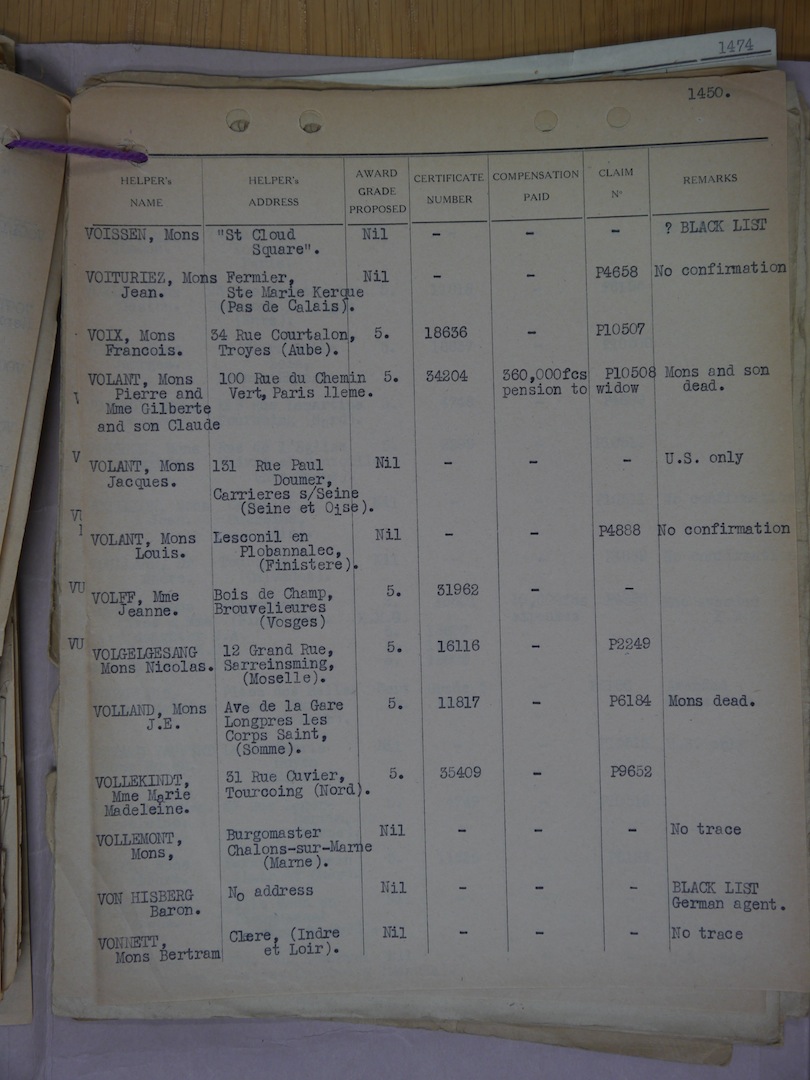 1474
1450.
HELPER's NAME HELPER's ADDRESS AWARD GRADE PROPOSED CERTIFICATE NUMBER COMPENSATION PAID CLAIM Nº REMARKS
VOISSEN, Mons "St Cloud Nil - - - ? BLACK LIST
Square".
VOITURIEZ, Mons Fermier, Nil - - P4658 No confirmation
Jean. Ste Marie Kerque
(Pas de Calais).
VOIX, Mons 34 Rue Courtalon, 5. 18636 - P10507
Francois. Troyes (Aube).
VOLANT, Mons 100 Rue du Chemin 5. 34204 360,000fcs P10508 Mons and son
Pierre and Vert, Paris 11eme. pension to widow dead.
Mme Gilberte
and son Claude
V
VOLANT, Mons 131 Rue Paul Nil - - - U.S. only
Jacques. Doumer,
Carrieres s/Seine
(Seine et Oise).
VOLANT, Mons Lesconil en Nil - - P4888 No confirmation
Louis. Plobannalec,
(Finistere).
VU
VOLFF, Mme Bois de Champ, 5. 31962 - -
Jeanne. Brouvelieures
(Vosges)
VU
VOLGELGESANG 12 Grand Rue, 5. 16116 - P2249
Mons Nicolas. Sarreinsming,
(Moselle).
VOLLAND, Mons Ave de la Gare 5. 11817 - P6184 Mons dead.
J.E. Longpres les
Corps Saint,
(Somme).
VOLLEKINDT, 31 Rue Cuvier, 5. 35409 - P9652
Mme Marie Tourcoing (Nord).
Madeleine.
VOLLEMONT, Burgomaster Nil - - - No trace
Mons, Chalons-sur-Marne
(Marne).
VON HISBERG No address Nil - - - BLACK LIST
Baron. German agent.
VONNETT, Clere, (Indre Nil - - - No trace
Mons Bertram et Loir).